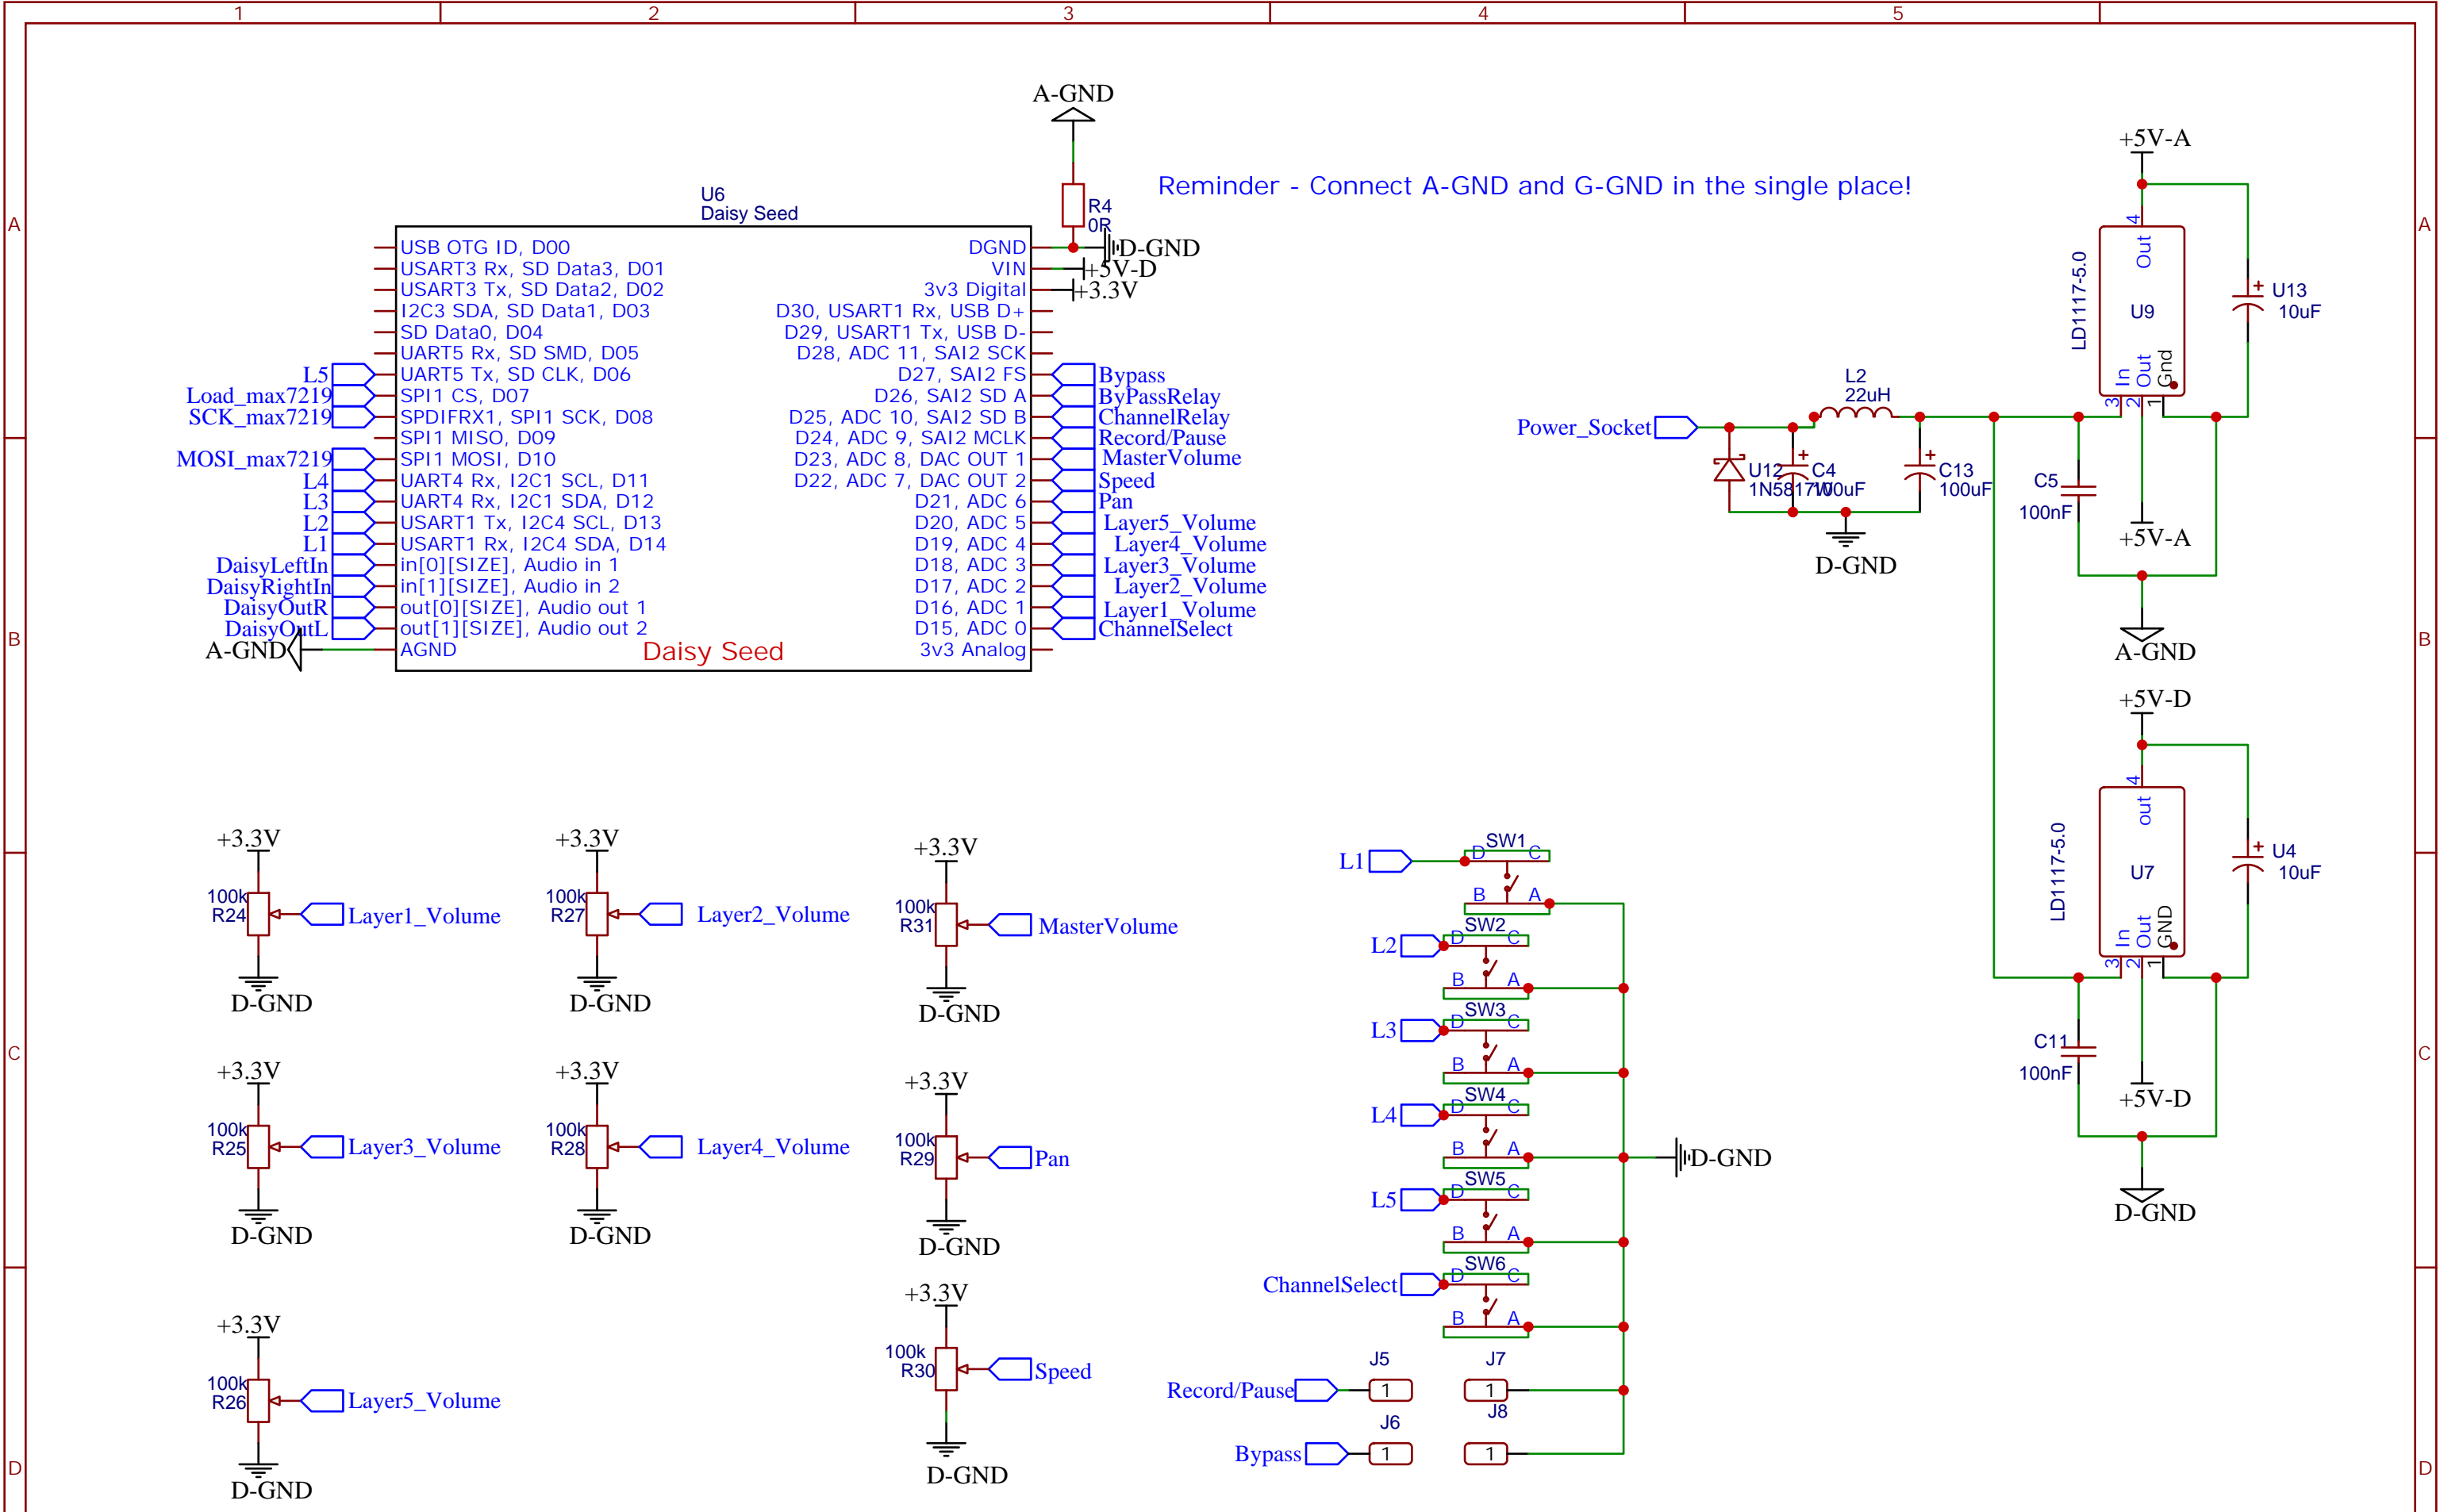 1
2
3
4
5
A
B
C
D
A
B
C
D
A-GND
R4
0R
Reminder - Connect A-GND and G-GND in the single place!
U6
Daisy Seed
USB OTG ID, D00
USART3 Rx, SD Data3, D01
USART3 Tx, SD Data2, D02
I2C3 SDA, SD Data1, D03
SD Data0, D04
UART5 Rx, SD SMD, D05
L5 UART5 Tx, SD CLK, D06
Load_max7219 SPI1 CS, D07
SCK_max7219 SPDIFRX1, SPI1 SCK, D08
SPI1 MISO, D09
MOSI_max7219 SPI1 MOSI, D10
L4 UART4 Rx, I2C1 SCL, D11
L3 UART4 Rx, I2C1 SDA, D12
L2 USART1 Tx, I2C4 SCL, D13
L1 USART1 Rx, I2C4 SDA, D14
DaisyLeftIn in[0][SIZE], Audio in 1
DaisyRightIn in[1][SIZE], Audio in 2
DaisyOutR out[0][SIZE], Audio out 1
DaisyOutL out[1][SIZE], Audio out 2
A-GND AGND
Daisy Seed
DGND D-GND
VIN +5V-D
3v3 Digital +3.3V
D30, USART1 Rx, USB D+
D29, USART1 Tx, USB D-
D28, ADC 11, SAI2 SCK
D27, SAI2 FS Bypass
D26, SAI2 SD A ByPassRelay
D25, ADC 10, SAI2 SD B ChannelRelay
D24, ADC 9, SAI2 MCLK Record/Pause
D23, ADC 8, DAC OUT 1 MasterVolume
D22, ADC 7, DAC OUT 2 Speed
D21, ADC 6 Pan
D20, ADC 5 Layer5_Volume
D19, ADC 4 Layer4_Volume
D18, ADC 3 Layer3_Volume
D17, ADC 2 Layer2_Volume
D16, ADC 1 Layer1_Volume
D15, ADC 0 ChannelSelect
3v3 Analog
Power_Socket
U12
1N5817W
C4
100uF
L2
22uH
C13
100uF
D-GND
+5V-A
4
Out
LD1117-5.0
U9
In
Out
Gnd
3
2
1
U13
10uF
C5
100nF
+5V-A
A-GND
+5V-D
4
out
LD1117-5.0
U7
In
Out
GND
3
2
1
U4
10uF
C11
100nF
+5V-D
D-GND
+3.3V
100k
R24
Layer1_Volume
D-GND
+3.3V
100k
R27
Layer2_Volume
D-GND
+3.3V
100k
R31
MasterVolume
D-GND
+3.3V
100k
R25
Layer3_Volume
D-GND
+3.3V
100k
R28
Layer4_Volume
D-GND
+3.3V
100k
R29
Pan
D-GND
+3.3V
100k
R26
Layer5_Volume
D-GND
+3.3V
100k
R30
Speed
D-GND
SW1
L1 D C
B A
SW2
L2 D C
B A
SW3
L3 D C
B A
SW4
L4 D C
B A
D-GND
SW5
L5 D C
B A
SW6
ChannelSelect D C
B A
J5 J7
Record/Pause 1 1
J6 J8
Bypass 1 1